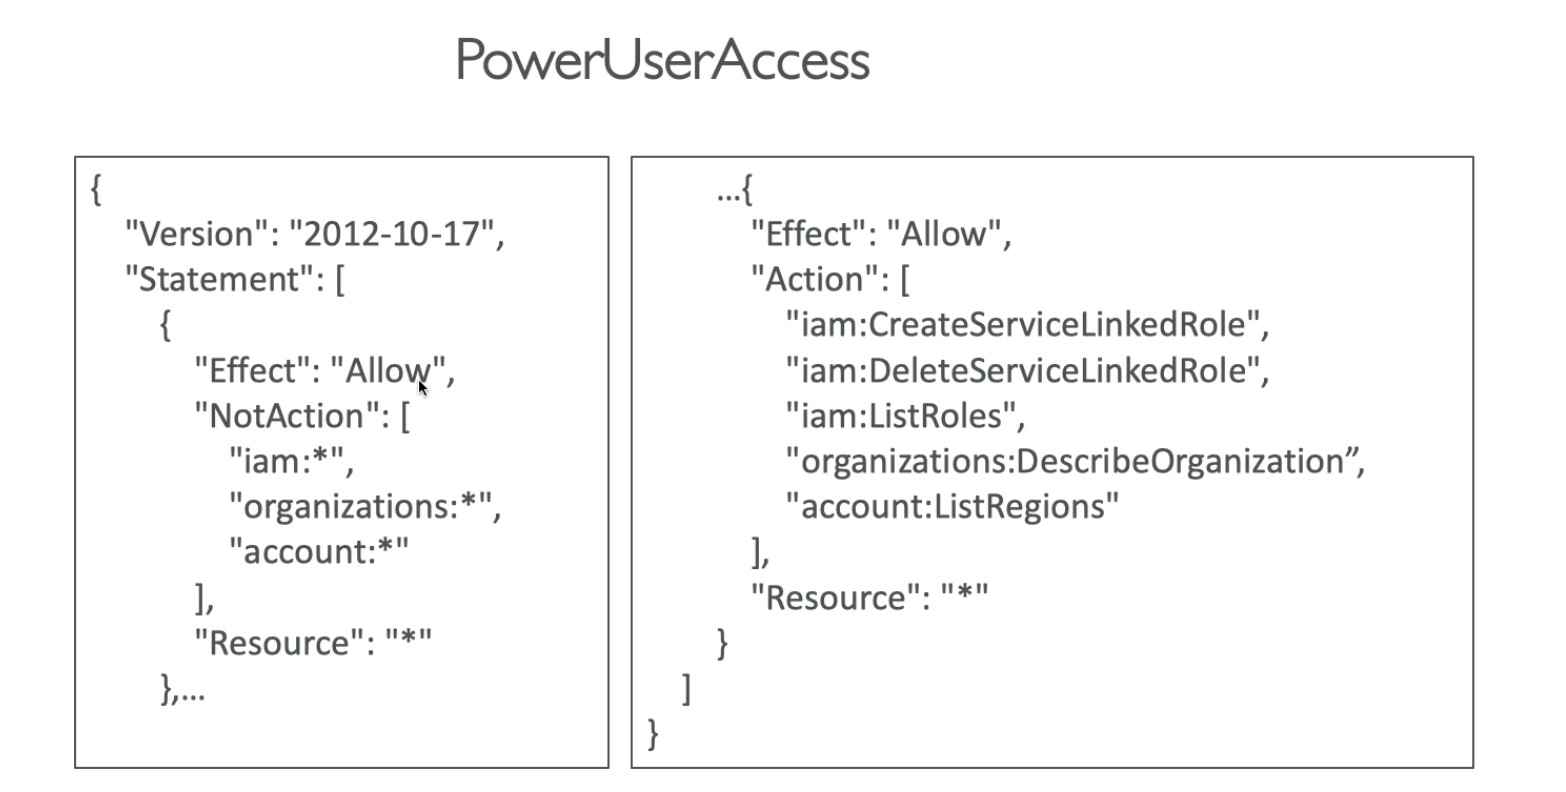 PowerUserAccess
{
"Version": "2012-10-17",
"Statement": [
{
"Effect": "Allow",
"NotAction": [
"iam:*",
"organizations:*",
"account:*"
],
"Resource": "*"
},...
...{
"Effect": "Allow",
"Action": [
"iam:CreateServiceLinkedRole",
"iam:DeleteServiceLinkedRole",
"iam:ListRoles",
"organizations:DescribeOrganization”,
"account:ListRegions"
],
"Resource": "*"
}
]
}